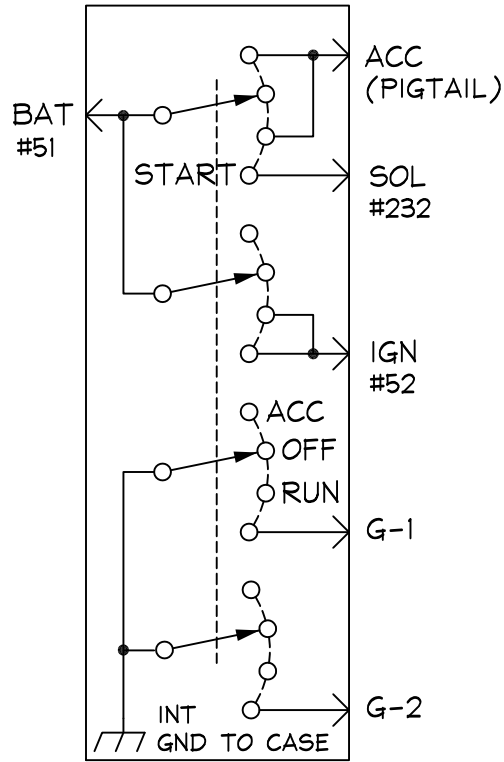 ACC
(PIGTAIL)
BAT
#51
START
SOL
#232
IGN
#52
ACC
OFF
RUN
G-1
G-2
INT
GND TO CASE